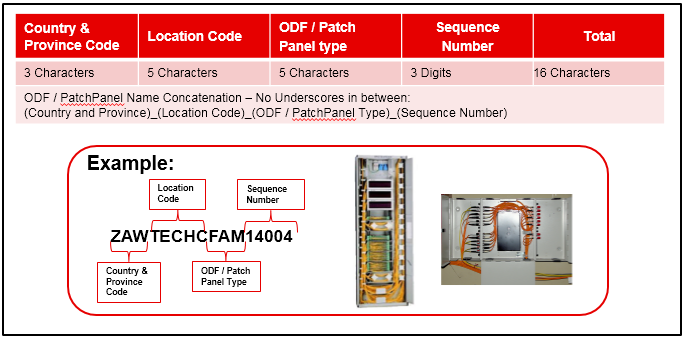 Country &
Province Code
Location Code
ODF / Patch
Panel type
Sequence
Number
Total
3 Characters
5 Characters
5 Characters
3 Digits
16 Characters
ODF / PatchPanel Name Concatenation – No Underscores in between:
(Country and Province)_(Location Code)_(ODF / PatchPanel Type)_(Sequence Number)
Example:
Location
Code
Sequence
Number
ZAWTECHCFAM14004
Country &
Province
Code
ODF / Patch
Panel Type